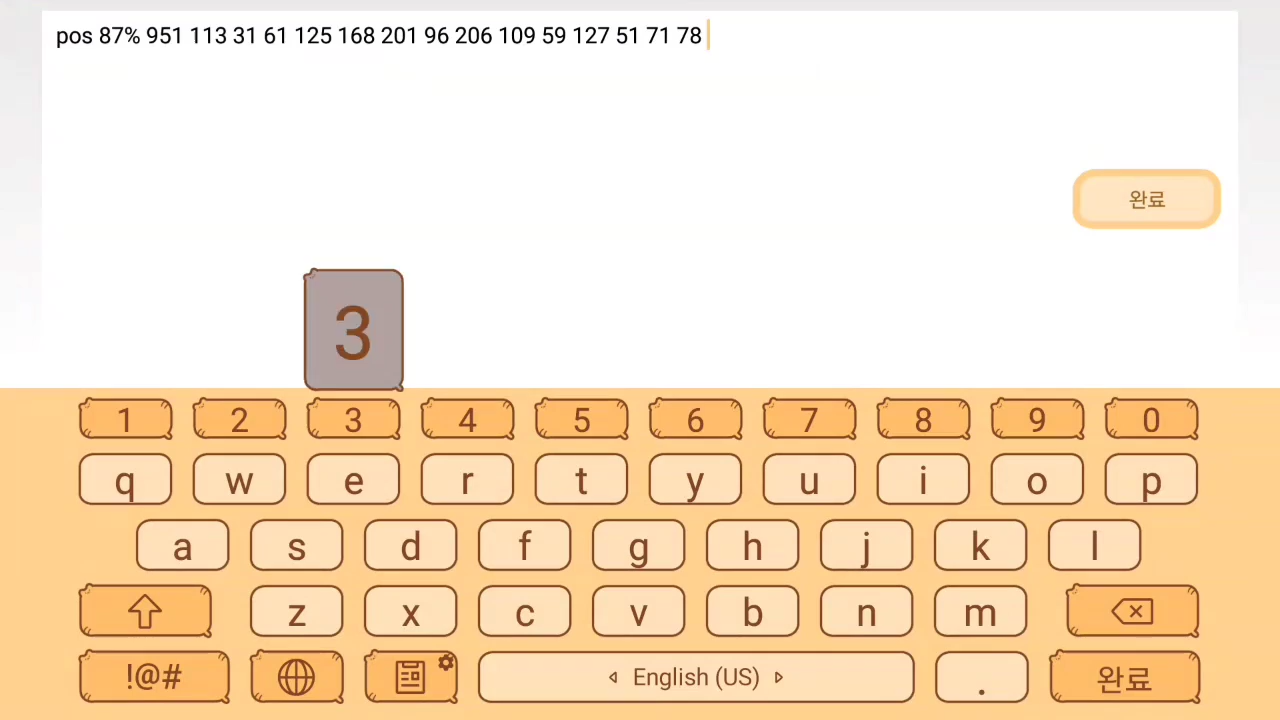 pos 87% 951 113 31 61 125 168 201 96 206 109 59 127 51 71 78
완료
3
1 2 3 4 5 6 7 8 9 0
q w e r t y u i o p
a s d f g h j k l
z x c v b n m
!@# English (US) . 완료